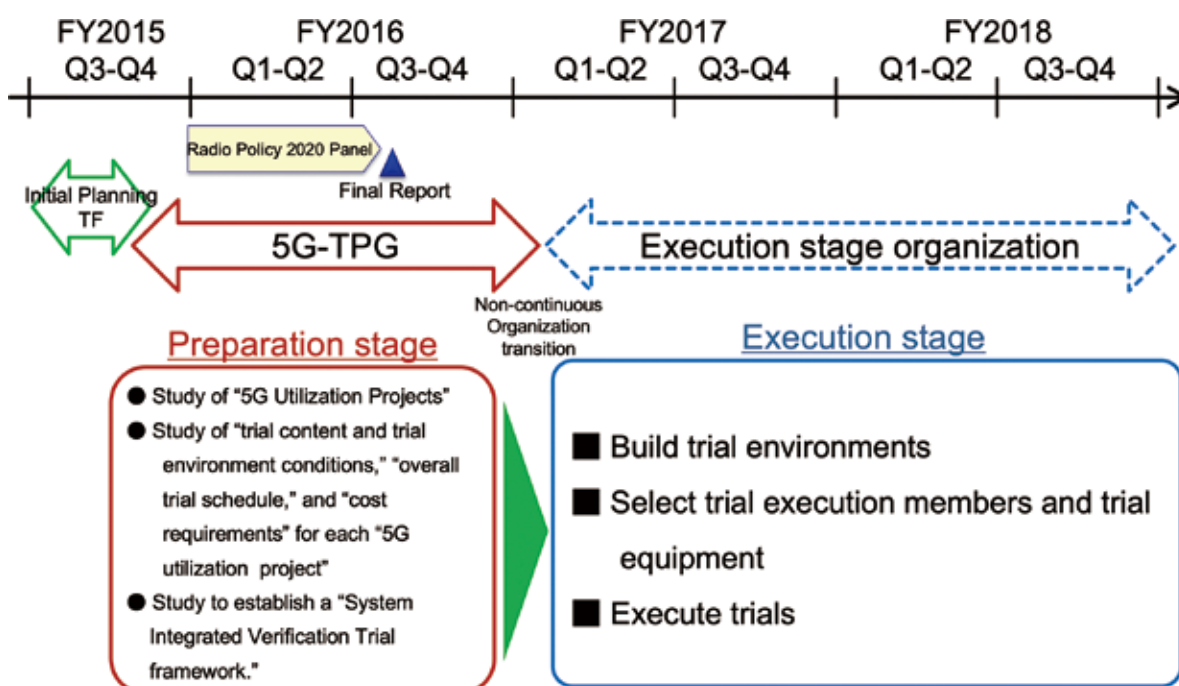 FY2015 FY2016 FY2017 FY2018
Q3-Q4 Q1-Q2 Q3-Q4 Q1-Q2 Q3-Q4 Q1-Q2 Q3-Q4
Radio Policy 2020 Panel
Final Report
Initial Planning
TF
5G-TPG
Execution stage organization
Non-continuous
Organization
transition
Preparation stage
● Study of “5G Utilization Projects”
● Study of “trial content and trial
environment conditions,” “overall
trial schedule,” and “cost
requirements” for each “5G
utilization project”
● Study to establish a “System
Integrated Verification Trial
framework.”
Execution stage
■ Build trial environments
■ Select trial execution members and trial
equipment
■ Execute trials